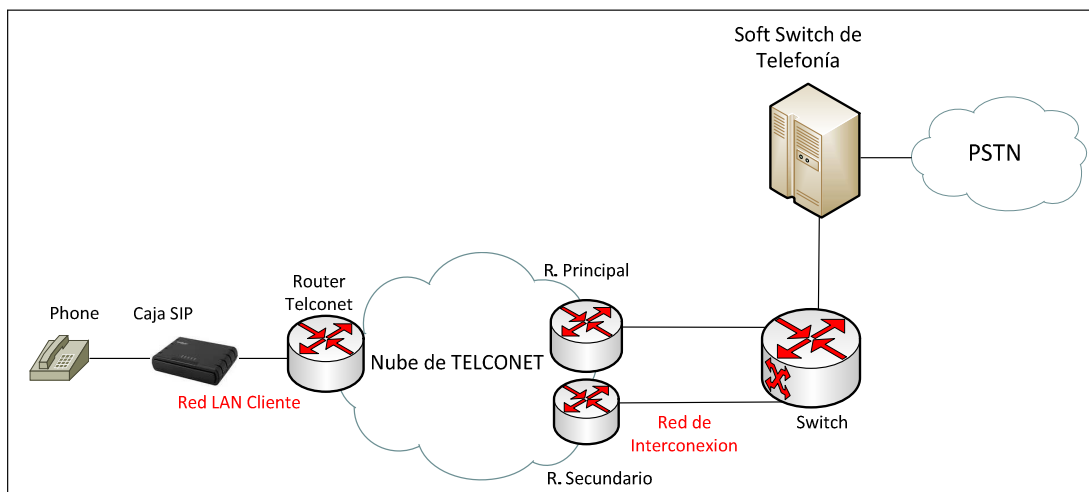 Soft Switch de
Telefonía
PSTN
R. Principal
Router
Telconet
Phone
Caja SIP
Nube de TELCONET
Red LAN Cliente
Red de
Interconexion
Switch
R. Secundario